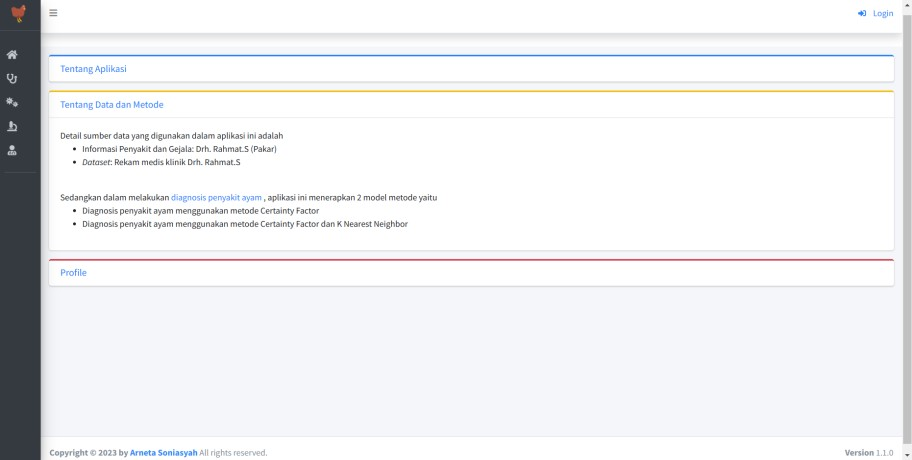 Login
Tentang Aplikasi
Tentang Data dan Metode
Detail sumber data yang digunakan dalam aplikasi ini adalah
Informasi Penyakit dan Gejala: Drh. Rahmat.S (Pakar)
Dataset: Rekam medis klinik Drh. Rahmat.S
Sedangkan dalam melakukan diagnosis penyakit ayam , aplikasi ini menerapkan 2 model metode yaitu
Diagnosis penyakit ayam menggunakan metode Certainty Factor
Diagnosis penyakit ayam menggunakan metode Certainty Factor dan K Nearest Neighbor
Profile
Copyright © 2023 by Arneta Soniasyah All rights reserved.
Version 1.1.0